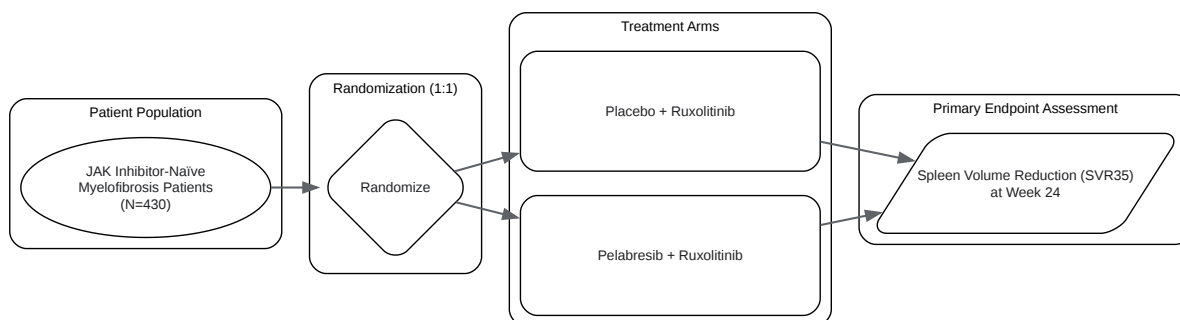 Patient Population
JAK Inhibitor-Naïve
Myelofibrosis Patients
(N=430)
Randomization (1:1)
Randomize
Treatment Arms
Placebo + Ruxolitinib
Pelabresib + Ruxolitinib
Primary Endpoint Assessment
Spleen Volume Reduction (SVR35)
at Week 24